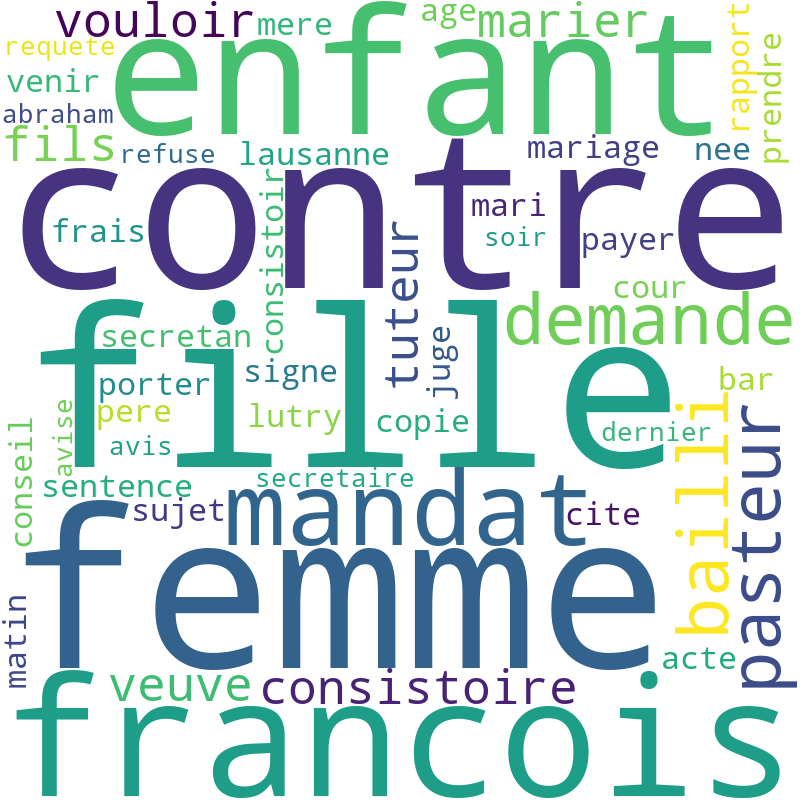 vouloir
mere
age
marier
requete
enfant
rapport
prendre
venir
abraham
fils
refuse
lausanne
mariage
nee
contre
mari
frais
soir
payer
consistoir
tuteur
cour
fille
demande
secretan
juge
signe
porter
bar
pere
lutry
copie
bailli
pasteur
avise
avis
dernier
conseil
sentence
secretaire
mandat
sujet
cite
femme
matin
acte
veuve
consistoire
francois